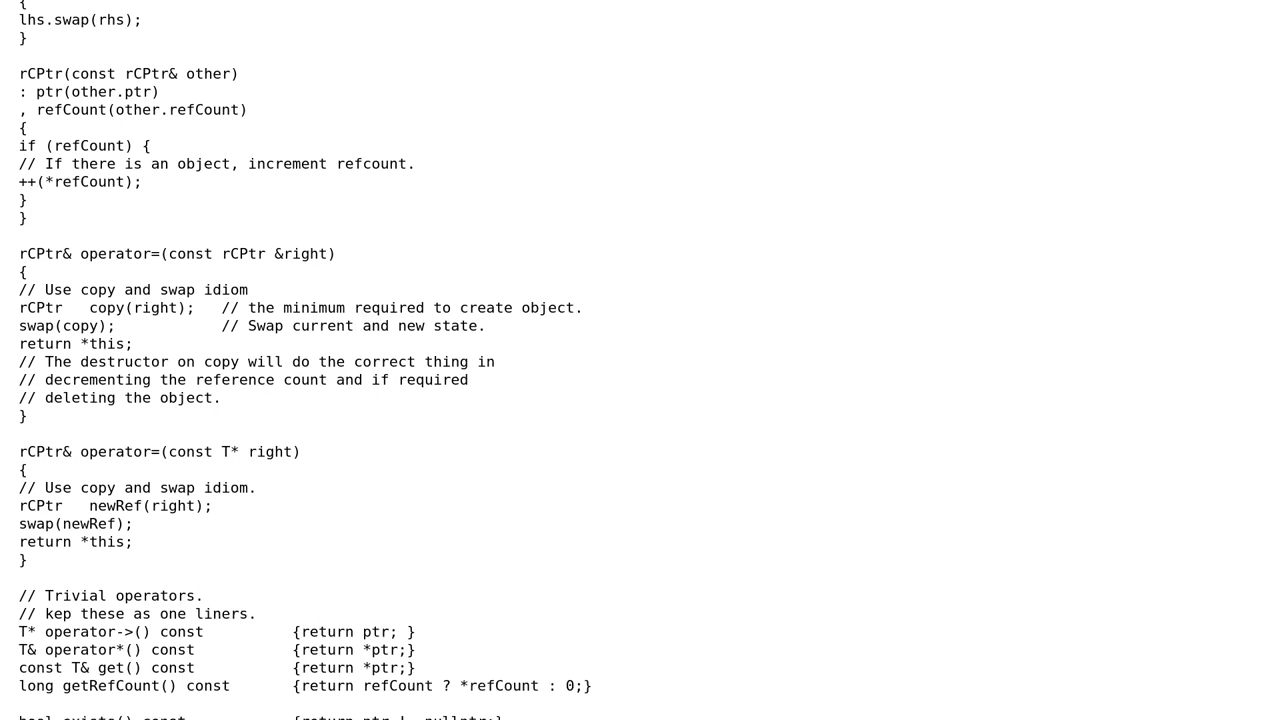 {
lhs.swap(rhs);
}
rCPtr(const rCPtr& other)
: ptr(other.ptr)
, refCount(other.refCount)
{
if (refCount) {
// If there is an object, increment refcount.
++(*refCount);
}
}
rCPtr& operator=(const rCPtr &right)
{
// Use copy and swap idiom
rCPtr   copy(right);   // the minimum required to create object.
swap(copy);            // Swap current and new state.
return *this;
// The destructor on copy will do the correct thing in
// decrementing the reference count and if required
// deleting the object.
}
rCPtr& operator=(const T* right)
{
// Use copy and swap idiom.
rCPtr   newRef(right);
swap(newRef);
return *this;
}
// Trivial operators.
// kep these as one liners.
T* operator->() const          {return ptr; }
T& operator*() const           {return *ptr;}
const T& get() const           {return *ptr;}
long getRefCount() const       {return refCount ? *refCount : 0;}